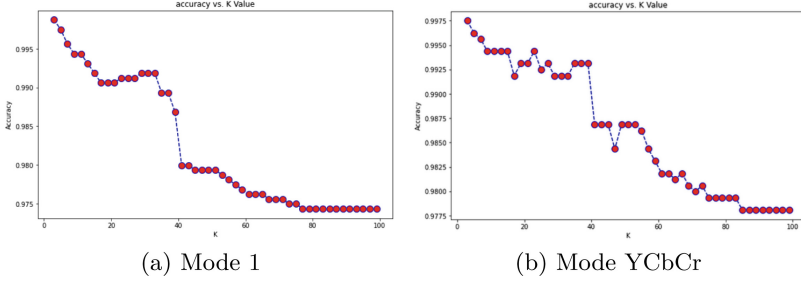 accuracy vs. K Value
0.995
0.990
0.985
0.980
0.975
Accuracy
0 20 40 60 80 100
K
(a) Mode 1
accuracy vs. K Value
0.9975
0.9950
0.9925
0.9900
0.9875
0.9850
0.9825
0.9800
0.9775
Accuracy
0 20 40 60 80 100
K
(b) Mode YCbCr